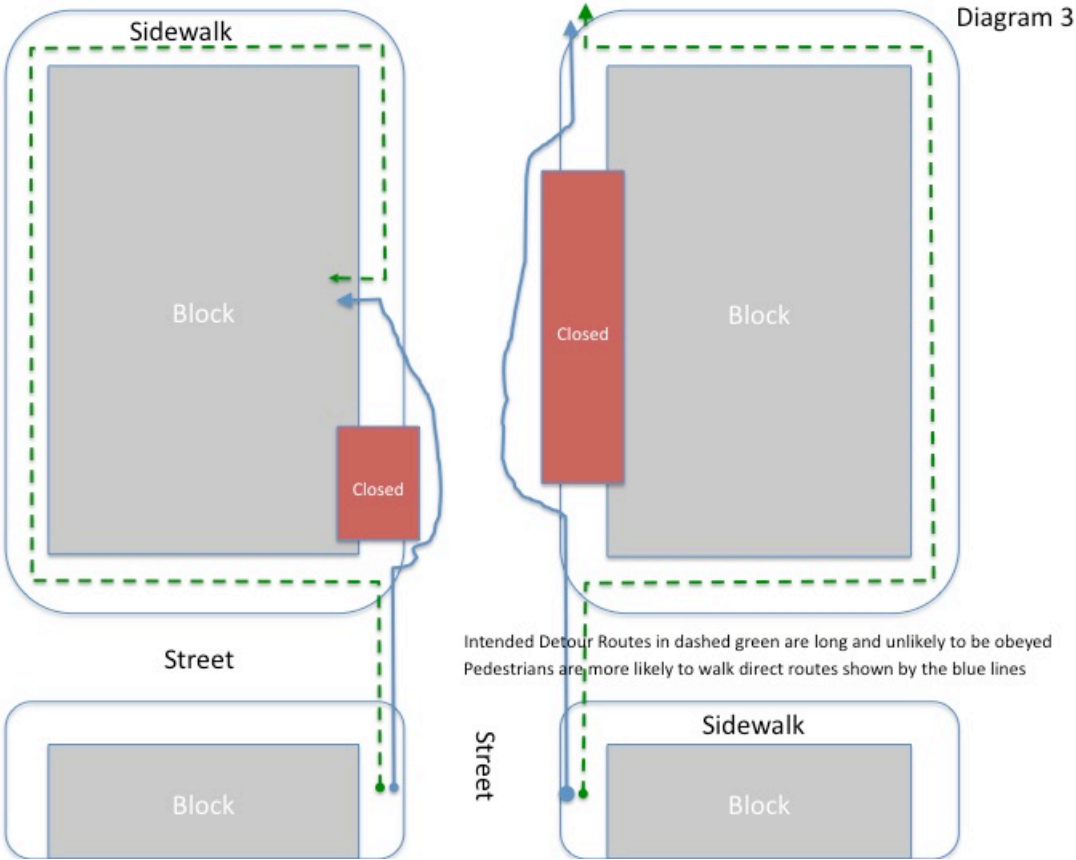 Diagram 3
Sidewalk
Block
Block
Closed
Closed
Intended Detour Routes in dashed green are long and unlikely to be obeyed
Pedestrians are more likely to walk direct routes shown by the blue lines
Street
Sidewalk
Street
Block
Block